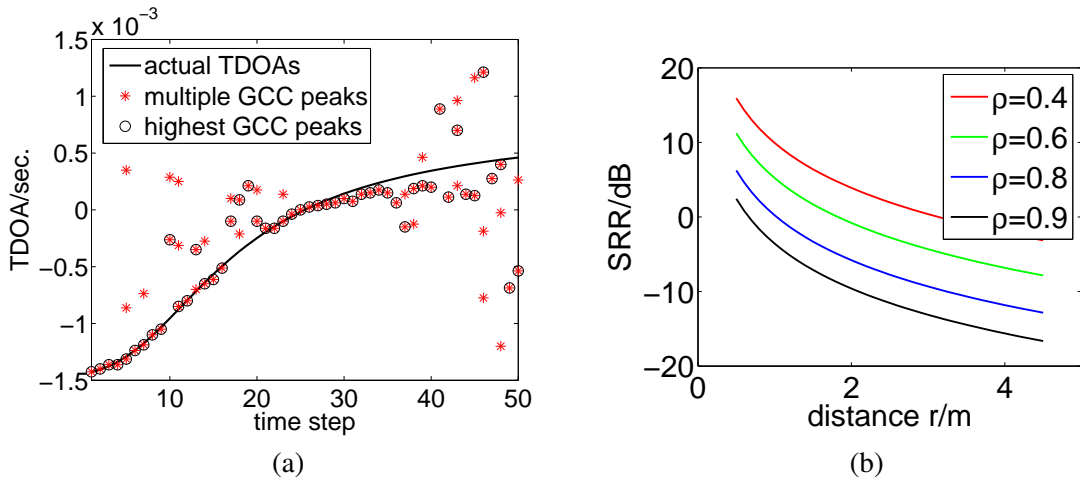 x 10⁻³
1.5
1
0.5
0
−0.5
−1
−1.5
TDOA/sec.
actual TDOAs
multiple GCC peaks
highest GCC peaks
10 20 30 40 50
time step
(a)
20
10
0
−10
−20
SRR/dB
ρ=0.4
ρ=0.6
ρ=0.8
ρ=0.9
0 2 4
distance r/m
(b)